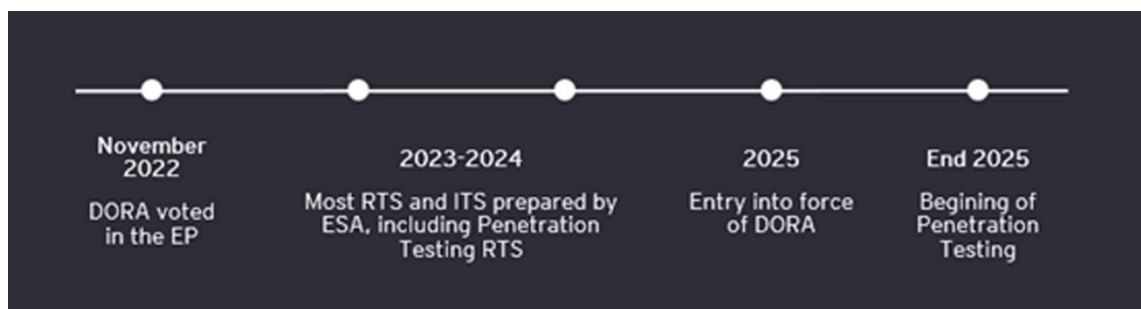 November
2022
DORA voted
in the EP
2023-2024
Most RTS and ITS prepared by
ESA, including Penetration
Testing RTS
2025
Entry into force
of DORA
End 2025
Begining of
Penetration
Testing